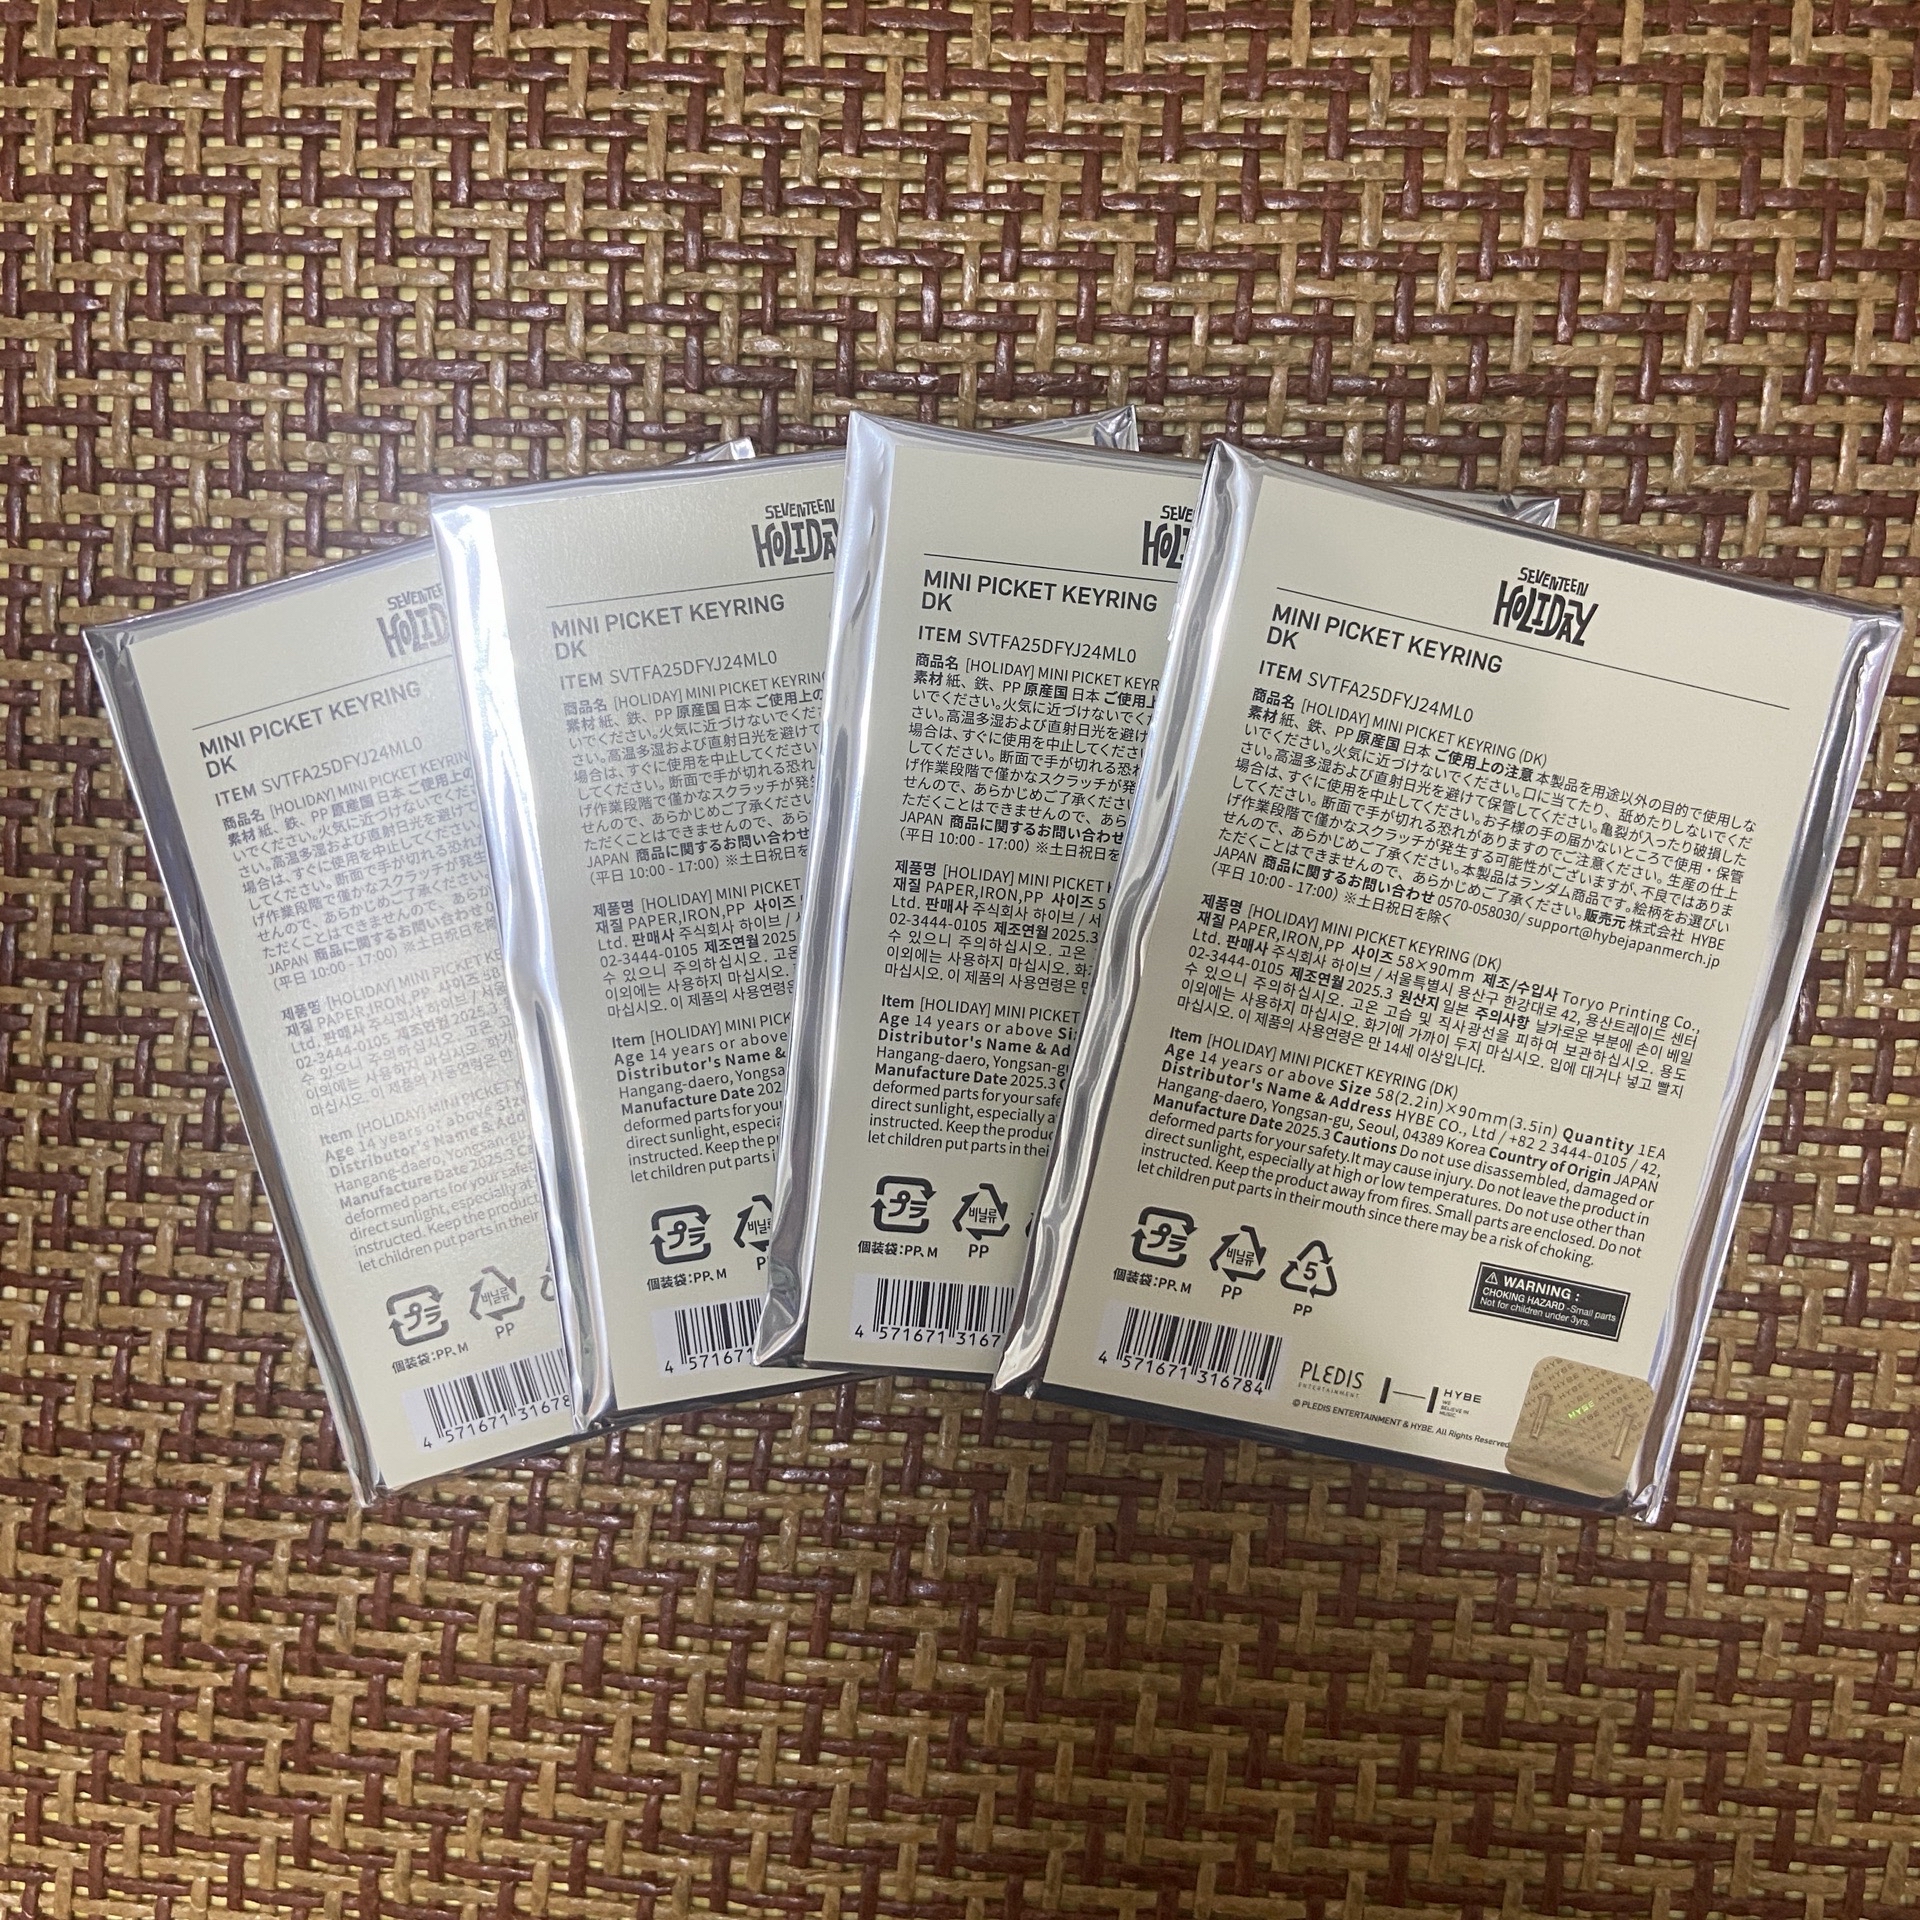 SEVENTEEN
HOLIDAY
MINI PICKET KEYRING
DK
ITEM SVTFA25DFYJ24ML0
商品名 [HOLIDAY] MINI PICKET KEYRING (DK)
素材 紙、鉄、PP 原産国 日本 ご使用上の注意 本製品を用途以外の目的で使用しな
いでください。火気に近づけないでください。口に当てたり、舐めたりしないでくだ
さい。高温多湿および直射日光を避けて保管してください。亀裂が入ったり破損した
場合は、すぐに使用を中止してください。お子様の手の届かないところで使用・保管
してください。断面で手が切れる恐れがありますのでご注意ください。生産の仕上
げ作業段階で僅かなスクラッチが発生する可能性がございますが、不良ではありま
せんので、あらかじめご了承ください。本製品はランダム商品です。絵柄をお選びい
ただくことはできませんので、あらかじめご了承ください。販売元 株式会社 HYBE
JAPAN 商品に関するお問い合わせ 0570-058030/ support@hybejapanmerch.jp
(平日 10:00 - 17:00) ※土日祝日を除く
제품명 [HOLIDAY] MINI PICKET KEYRING (DK)
재질 PAPER,IRON,PP 사이즈 58×90mm 제조/수입사 Toryo Printing Co.,
Ltd. 판매사 주식회사 하이브 / 서울특별시 용산구 한강대로 42, 용산트레이드 센터
02-3444-0105 제조연월 2025.3 원산지 일본 주의사항 날카로운 부분에 손이 베일
수 있으니 주의하십시오. 고온 고습 및 직사광선을 피하여 보관하십시오. 용도
이외에는 사용하지 마십시오. 화기에 가까이 두지 마십시오. 입에 대거나 넣고 빨지
마십시오. 이 제품의 사용연령은 만 14세 이상입니다.
Item [HOLIDAY] MINI PICKET KEYRING (DK)
Age 14 years or above Size 58(2.2in)×90mm(3.5in) Quantity 1EA
Distributor's Name & Address HYBE CO., Ltd / +82 2 3444-0105 / 42,
Hangang-daero, Yongsan-gu, Seoul, 04389 Korea Country of Origin JAPAN
Manufacture Date 2025.3 Cautions Do not use disassembled, damaged or
deformed parts for your safety.It may cause injury. Do not leave the product in
direct sunlight, especially at high or low temperatures. Do not use other than
instructed. Keep the product away from fires. Small parts are enclosed. Do not
let children put parts in their mouth since there may be a risk of choking.
プラ
個装袋:PP、M
비닐류
PP
5
PP
WARNING :
CHOKING HAZARD -Small parts
Not for children under 3yrs.
4 571671 316784
PLEDIS
ENTERTAINMENT
HYBE
WE
BELIEVE IN
MUSIC
© PLEDIS ENTERTAINMENT & HYBE. All Rights Reserved
HYBE